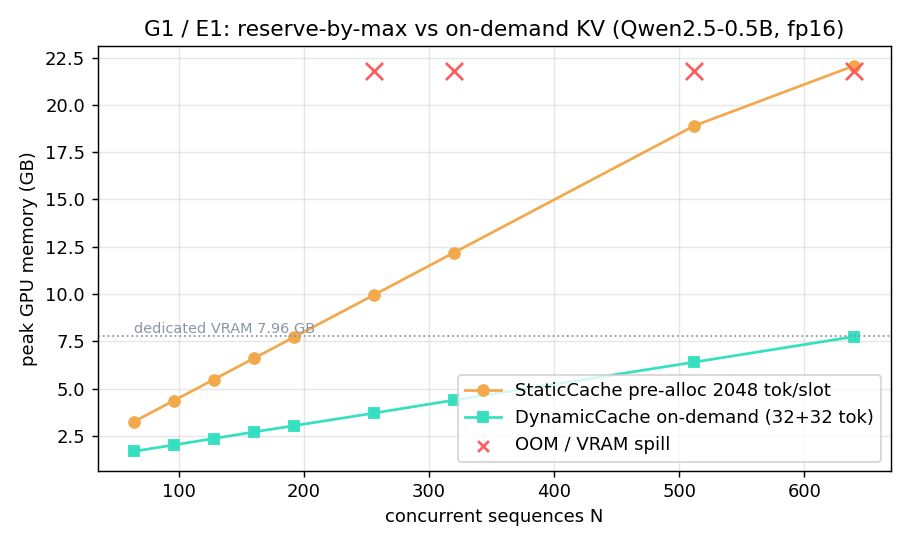 G1 / E1: reserve-by-max vs on-demand KV (Qwen2.5-0.5B, fp16)
peak GPU memory (GB)
22.5
20.0
17.5
15.0
12.5
10.0
7.5
5.0
2.5
dedicated VRAM 7.96 GB
StaticCache pre-alloc 2048 tok/slot
DynamicCache on-demand (32+32 tok)
OOM / VRAM spill
100
200
300
400
500
600
concurrent sequences N